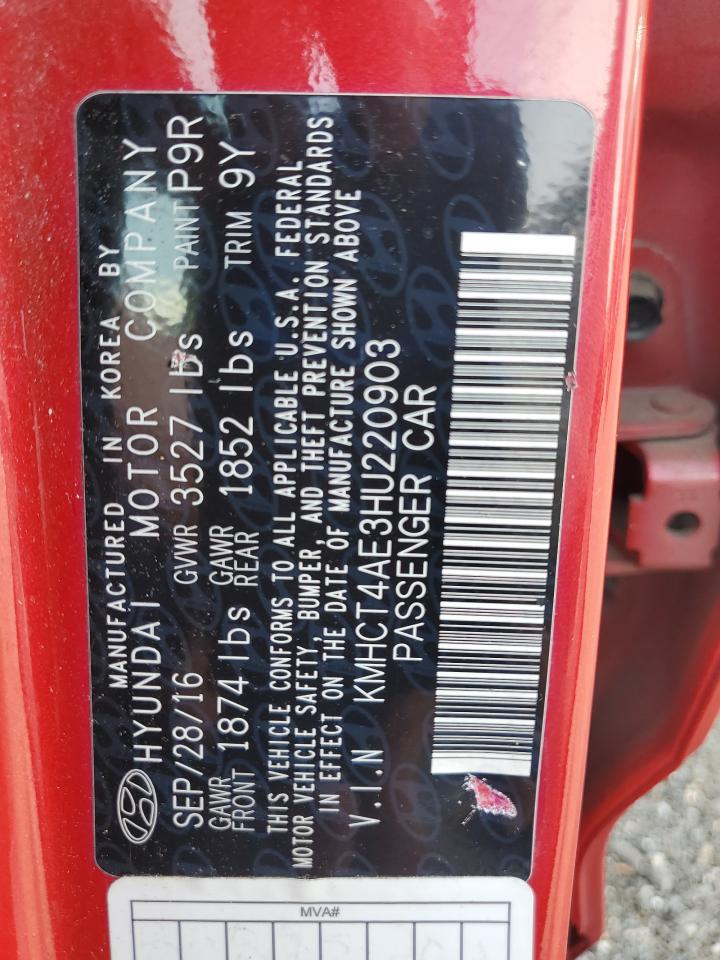 MANUFACTURED IN KOREA BY
HYUNDAI MOTOR COMPANY
SEP/28/16 GVWR 3527 lbs PAINT P9R
GAWR FRONT 1874 lbs GAWR REAR 1852 lbs TRIM 9Y
THIS VEHICLE CONFORMS TO ALL APPLICABLE U.S.A. FEDERAL
MOTOR VEHICLE SAFETY, BUMPER, AND THEFT PREVENTION STANDARDS
IN EFFECT ON THE DATE OF MANUFACTURE SHOWN ABOVE
V.I.N KMHCT4AE3HU220903
PASSENGER CAR
MVA#